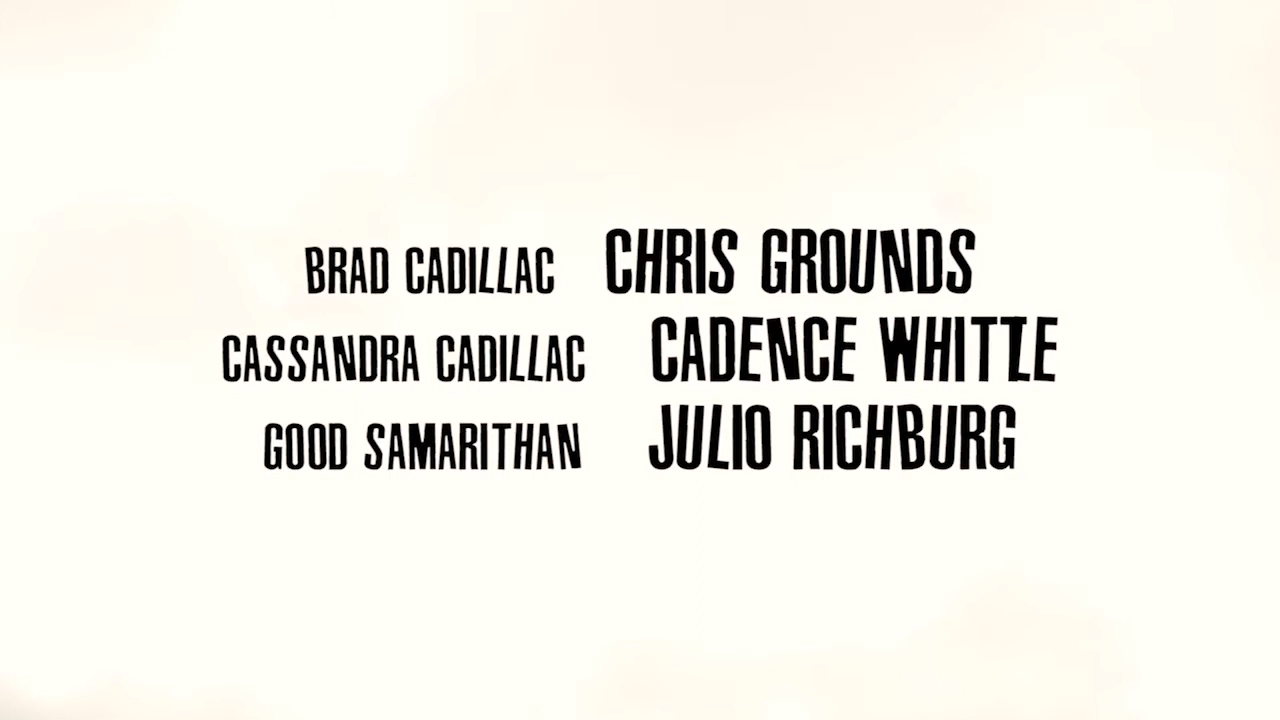 BRAD CADILLAC CHRIS GROUNDS
CASSANDRA CADILLAC CADENCE WHITTLE
GOOD SAMARITHAN JULIO RICHBURG